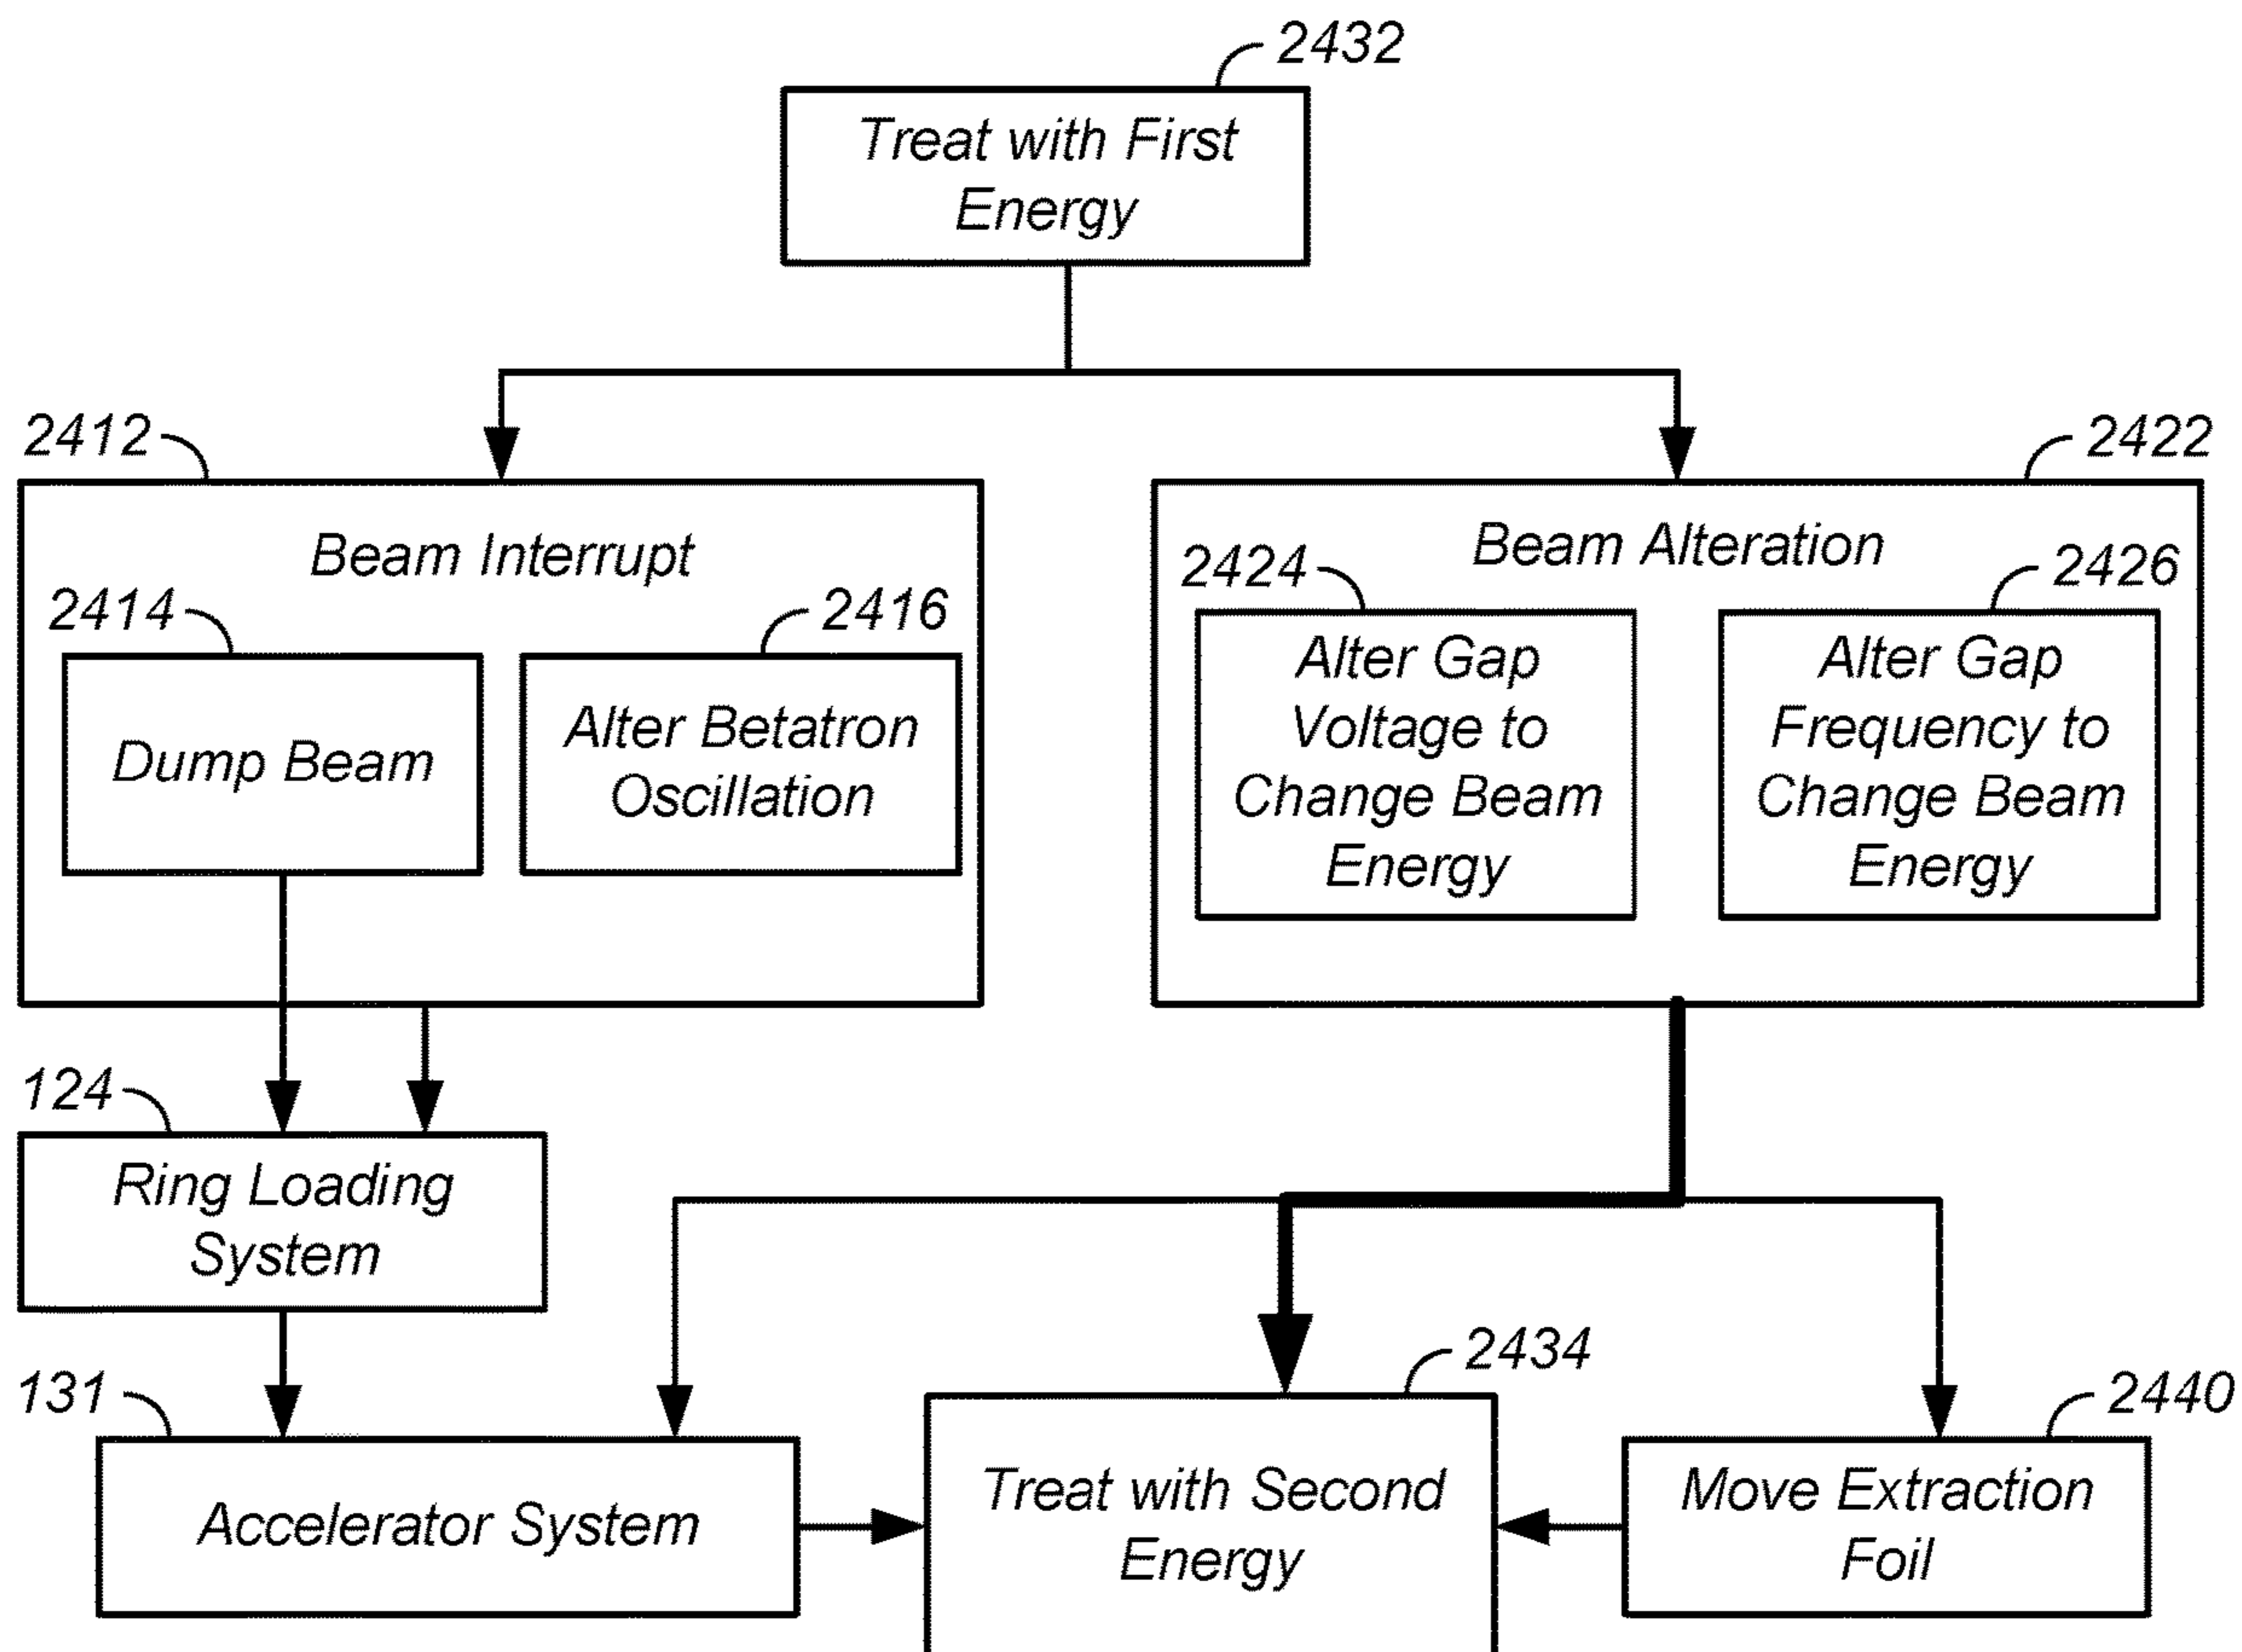 2432
Treat with First
Energy
2412
2422
Beam Interrupt
Beam Alteration
2414
2416
2424
2426
Dump Beam
Alter Betatron
Oscillation
Alter Gap
Voltage to
Change Beam
Energy
Alter Gap
Frequency to
Change Beam
Energy
124
Ring Loading
System
131
Accelerator System
2434
Treat with Second
Energy
2440
Move Extraction
Foil